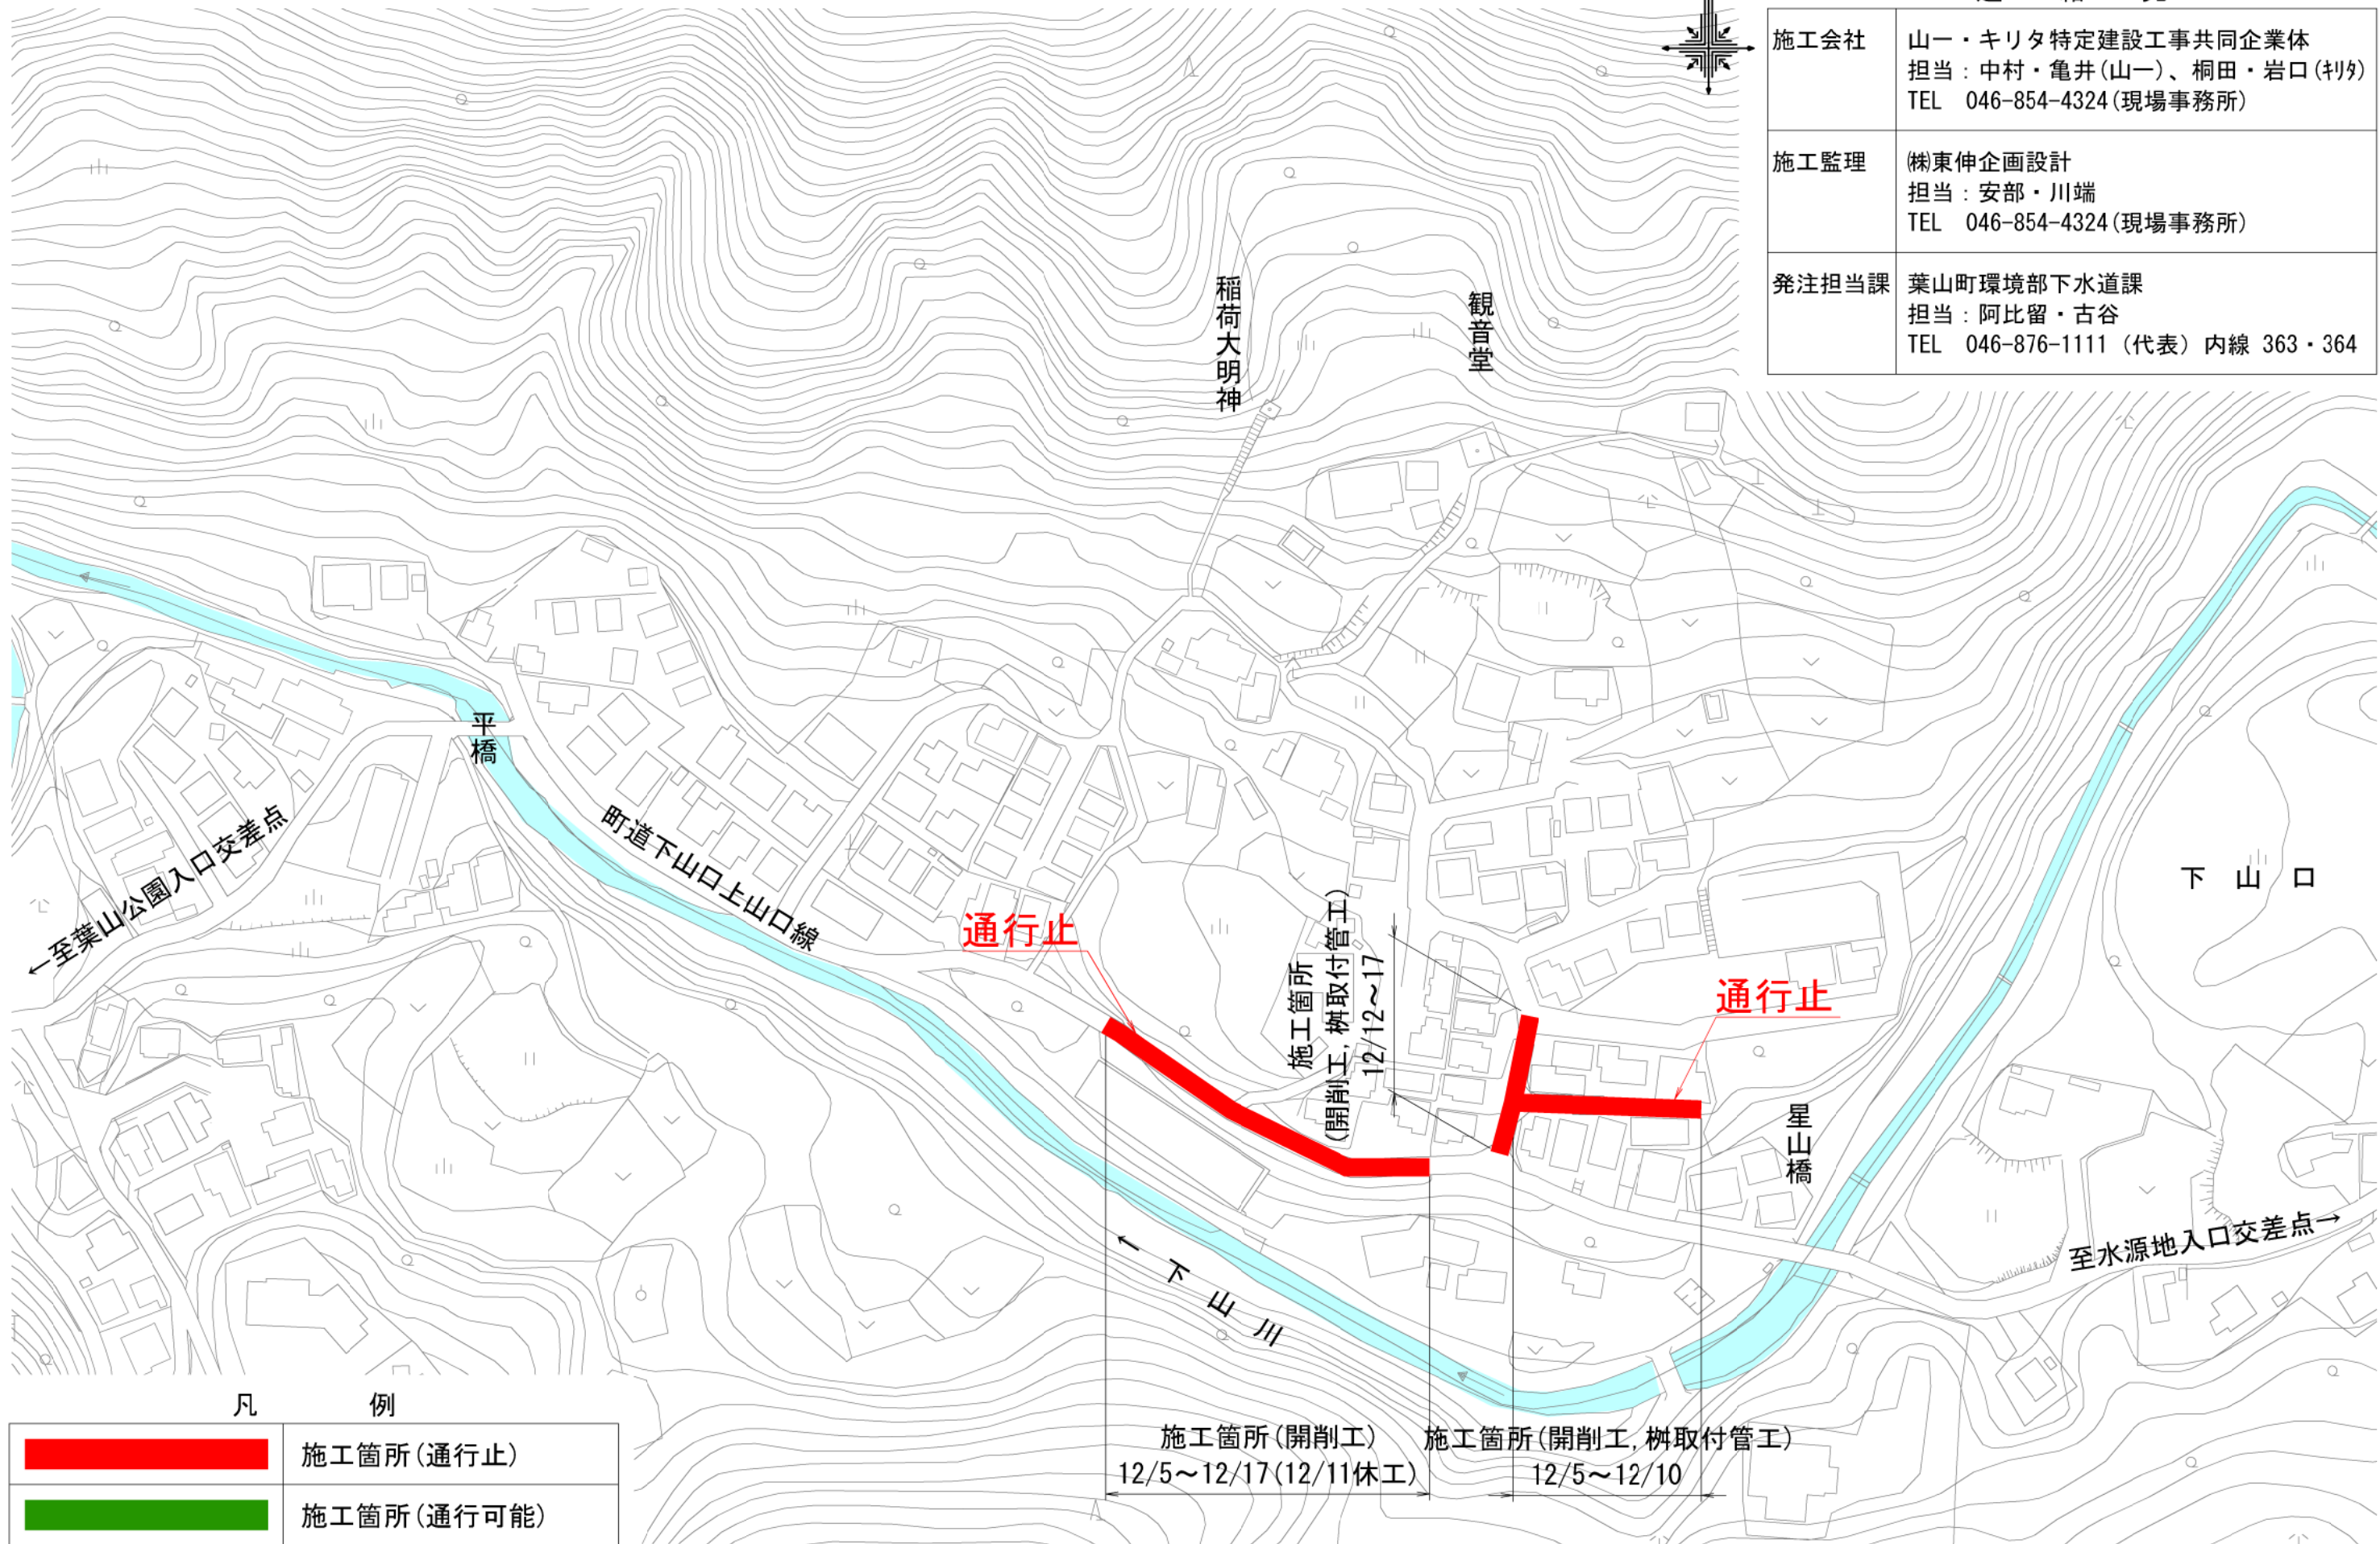 施工会社
山一・キリタ特定建設工事共同企業体
担当：中村・亀井(山一)、桐田・岩口(ｷﾘﾀ)
TEL 046-854-4324(現場事務所)
施工監理
㈱東伸企画設計
担当：安部・川端
TEL 046-854-4324(現場事務所)
発注担当課
葉山町環境部下水道課
担当：阿比留・古谷
TEL 046-876-1111（代表）内線 363・364
稲荷大明神
観音堂
平橋
←至葉山公園入口交差点
町道下山口上山口線
下山口
通行止
施工箇所
(開削工,桝取付管工)
12/12～17
通行止
星山橋
至水源地入口交差点→
←下山川
施工箇所(開削工)
12/5～12/17(12/11休工)
施工箇所(開削工,桝取付管工)
12/5～12/10
凡例
施工箇所(通行止)
施工箇所(通行可能)